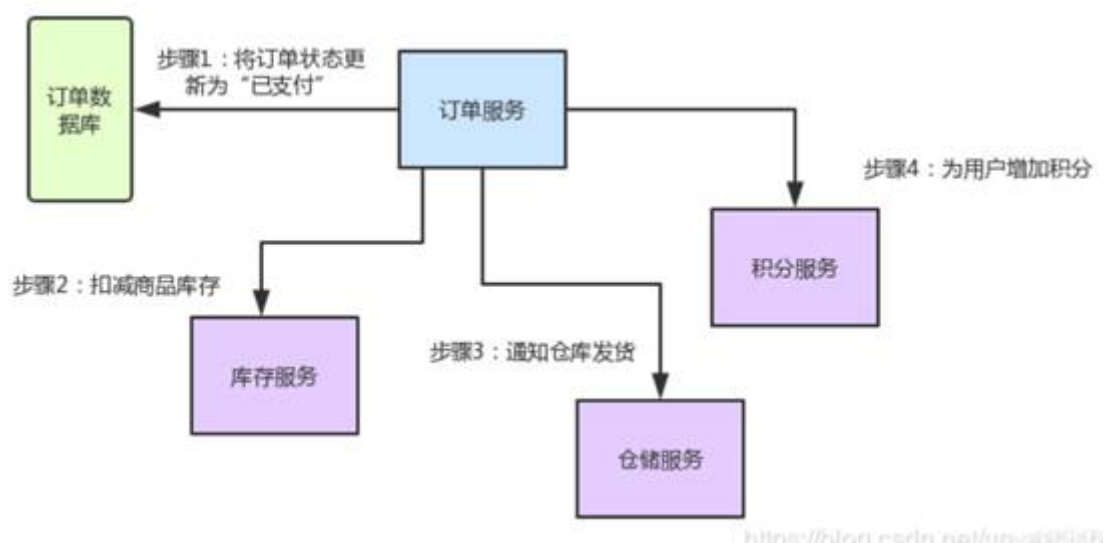 步骤1：将订单状态更
新为“已支付”
订单数
据库
订单服务
步骤4：为用户增加积分
积分服务
步骤2：扣减商品库存
库存服务
步骤3：通知仓库发货
仓储服务